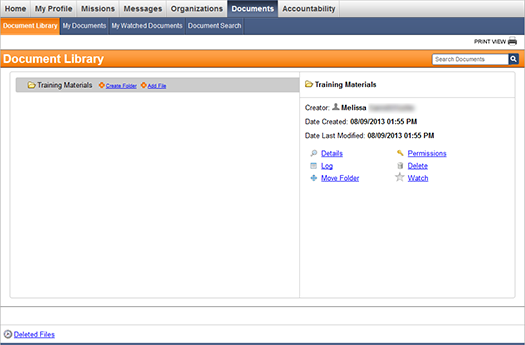 Home My Profile Missions Messages Organizations Documents Accountability
Document Library My Documents My Watched Documents Document Search
PRINT VIEW
Document Library Search Documents
Training Materials Create Folder Add File
Training Materials
Creator: Melissa
Date Created: 08/09/2013 01:55 PM
Date Last Modified: 08/09/2013 01:55 PM
Details Permissions
Log Delete
Move Folder Watch
Deleted Files